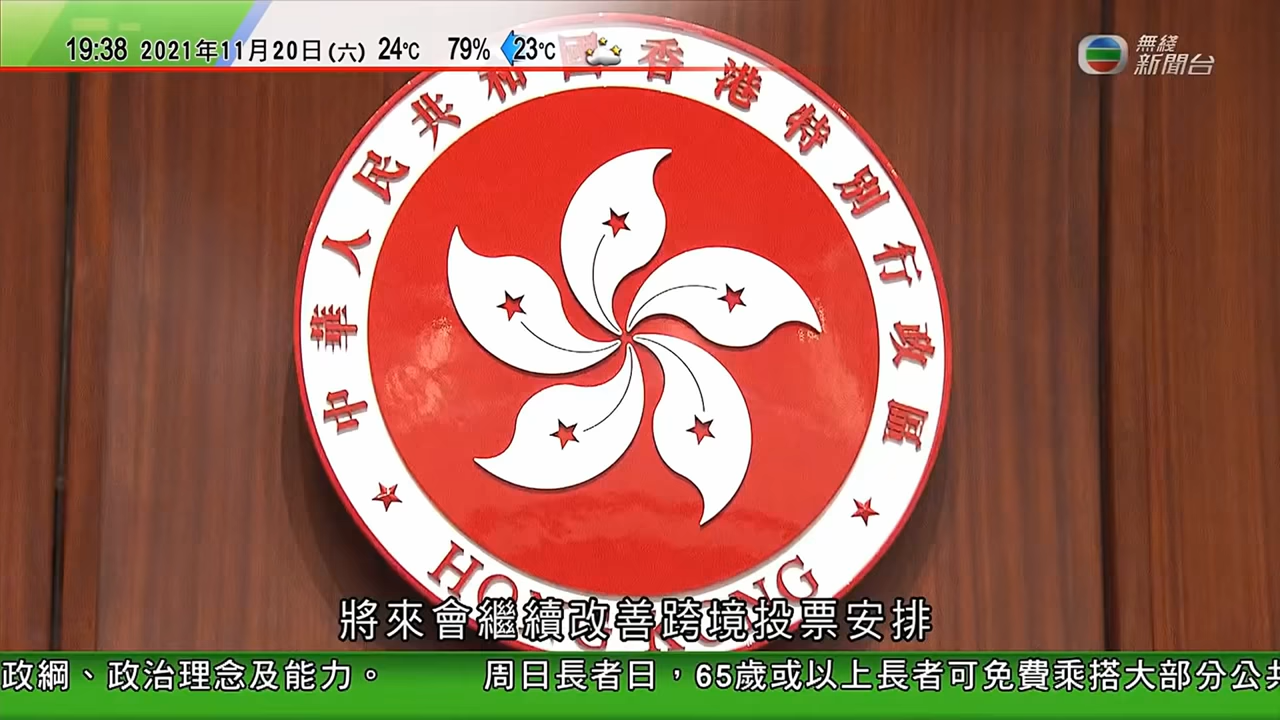 19:38 2021年11月20日(六) 24℃ 79% 23℃
無綫
新聞台
中華人民共和國香港特別行政區
HONG KONG
將來會繼續改善跨境投票安排
政綱、政治理念及能力。 周日長者日，65歲或以上長者可免費乘搭大部分公共